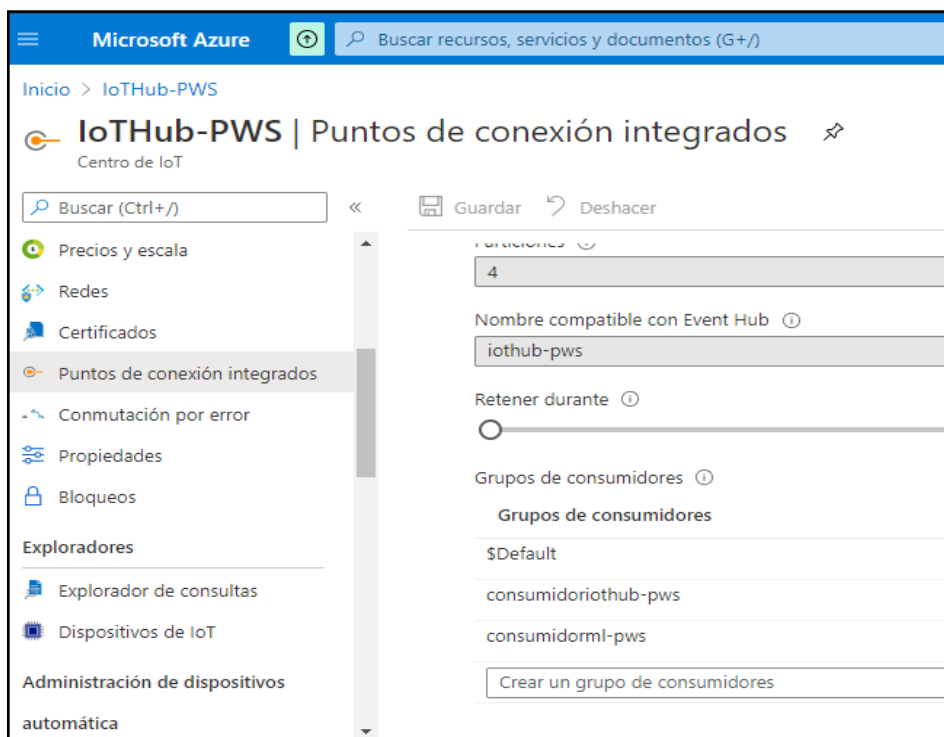 Microsoft Azure
Buscar recursos, servicios y documentos (G+/)
Inicio > IoTHub-PWS
IoTHub-PWS | Puntos de conexión integrados
Centro de IoT
Buscar (Ctrl+/)
«
Guardar
Deshacer
Precios y escala
Redes
Certificados
Puntos de conexión integrados
Conmutación por error
Propiedades
Bloqueos
Exploradores
Explorador de consultas
Dispositivos de IoT
Administración de dispositivos
automática
Particiones
4
Nombre compatible con Event Hub
iothub-pws
Retener durante
Grupos de consumidores
Grupos de consumidores
$Default
consumidoriothub-pws
consumidorml-pws
Crear un grupo de consumidores